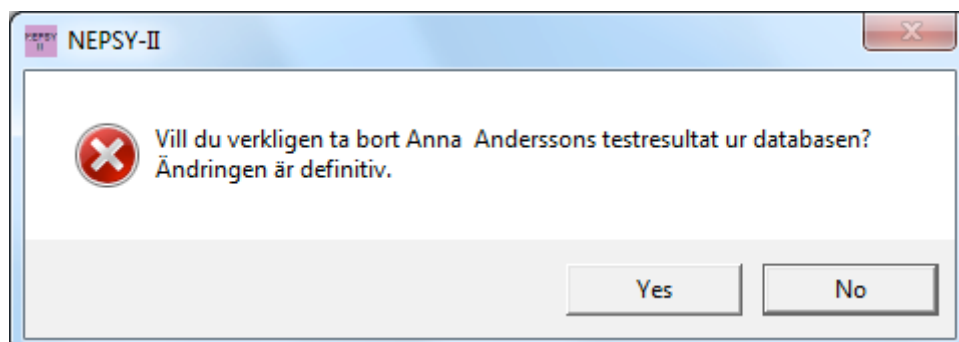 NEPSY-II
Vill du verkligen ta bort Anna  Anderssons testresultat ur databasen?
Ändringen är definitiv.
Yes
No